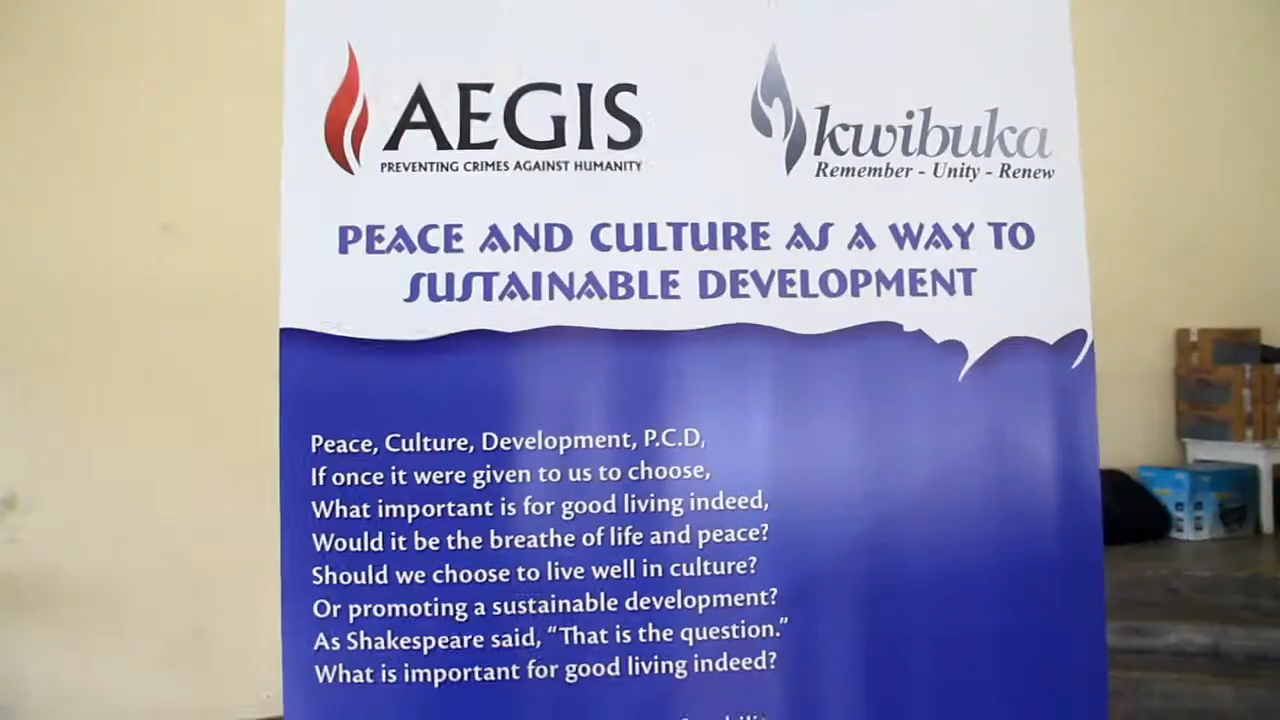 AEGIS
PREVENTING CRIMES AGAINST HUMANITY
kwibuka
Remember - Unity - Renew
PEACE AND CULTURE AS A WAY TO
SUSTAINABLE DEVELOPMENT
Peace, Culture, Development, P.C.D,
If once it were given to us to choose,
What important is for good living indeed,
Would it be the breathe of life and peace?
Should we choose to live well in culture?
Or promoting a sustainable development?
As Shakespeare said, “That is the question.”
What is important for good living indeed?